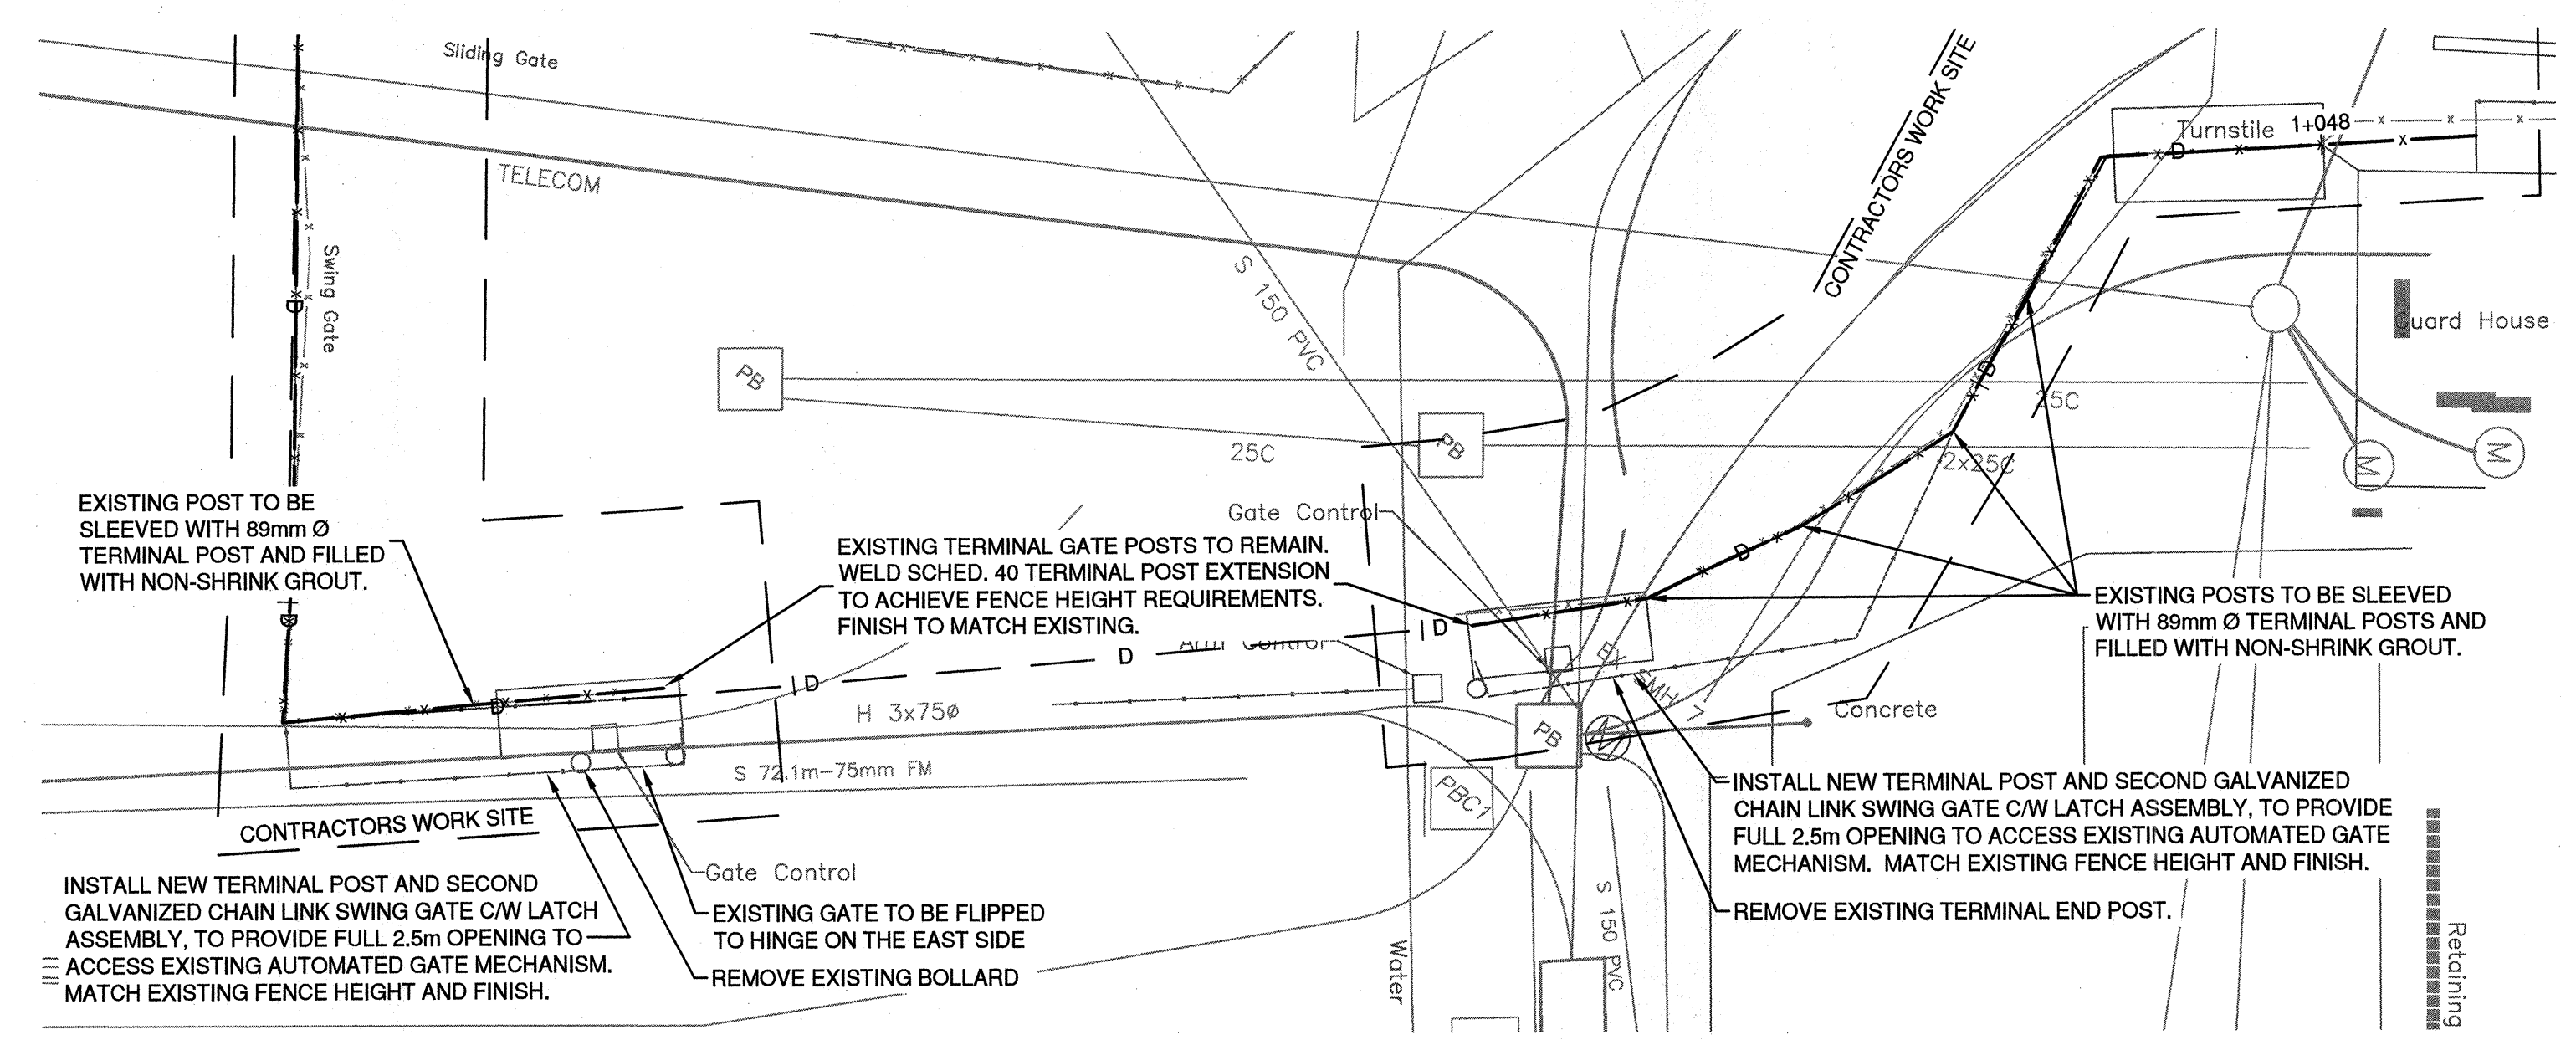 Sliding Gate
TELECOM
Swing Gate
S 150 PVC
CONTRACTORS WORK SITE
Turnstile
1+048
D
D
PB
PB
25C
25C
2x25C
D
Guard House
M
M
EXISTING POST TO BE
SLEEVED WITH 89mm Ø
TERMINAL POST AND FILLED
WITH NON-SHRINK GROUT.
EXISTING TERMINAL GATE POSTS TO REMAIN.
WELD SCHED. 40 TERMINAL POST EXTENSION
TO ACHIEVE FENCE HEIGHT REQUIREMENTS.
FINISH TO MATCH EXISTING.
Gate Control
D
EXISTING POSTS TO BE SLEEVED
WITH 89mm Ø TERMINAL POSTS AND
FILLED WITH NON-SHRINK GROUT.
D
D
D
D
D
Arm Control
H 3x75ø
S 72.1m-75mm FM
PB
PBC1
Concrete
CONTRACTORS WORK SITE
INSTALL NEW TERMINAL POST AND SECOND
GALVANIZED CHAIN LINK SWING GATE C/W LATCH
ASSEMBLY, TO PROVIDE FULL 2.5m OPENING TO
ACCESS EXISTING AUTOMATED GATE MECHANISM.
MATCH EXISTING FENCE HEIGHT AND FINISH.
Gate Control
EXISTING GATE TO BE FLIPPED
TO HINGE ON THE EAST SIDE
REMOVE EXISTING BOLLARD
INSTALL NEW TERMINAL POST AND SECOND GALVANIZED
CHAIN LINK SWING GATE C/W LATCH ASSEMBLY, TO PROVIDE
FULL 2.5m OPENING TO ACCESS EXISTING AUTOMATED GATE
MECHANISM. MATCH EXISTING FENCE HEIGHT AND FINISH.
REMOVE EXISTING TERMINAL END POST.
Water
S 150 PVC
Retaining